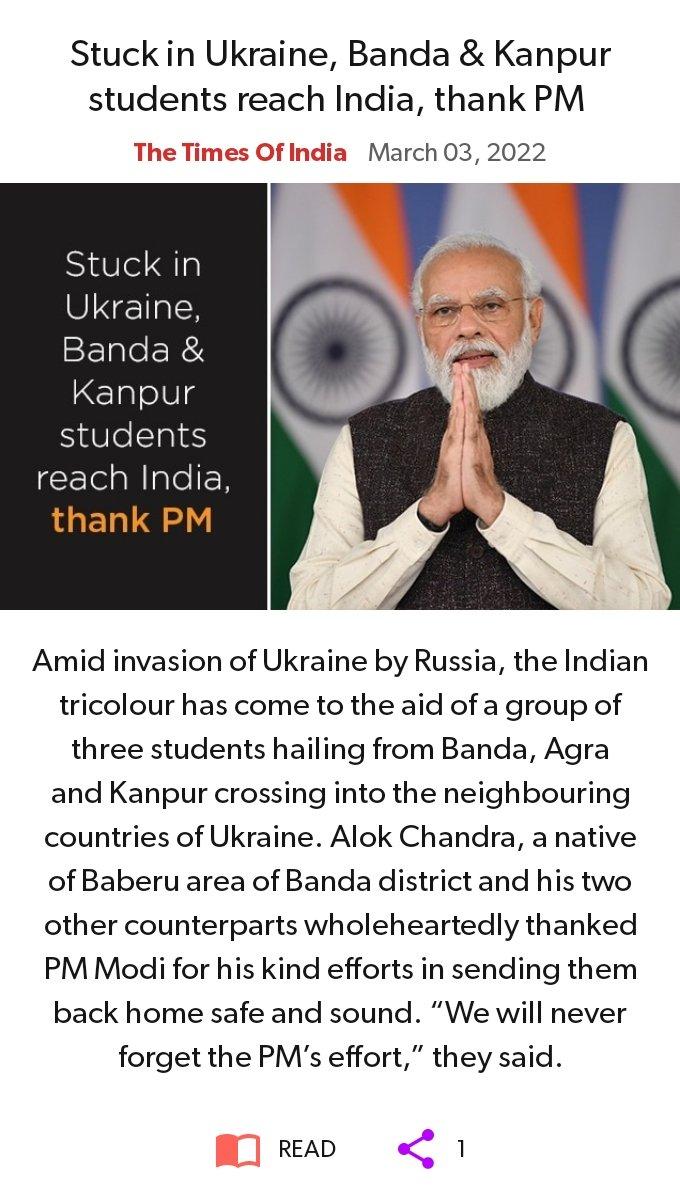 Stuck in Ukraine, Banda & Kanpur
students reach India, thank PM
The Times Of India March 03, 2022
Stuck in
Ukraine,
Banda &
Kanpur
students
reach India,
thank PM
Amid invasion of Ukraine by Russia, the Indian
tricolour has come to the aid of a group of
three students hailing from Banda, Agra
and Kanpur crossing into the neighbouring
countries of Ukraine. Alok Chandra, a native
of Baberu area of Banda district and his two
other counterparts wholeheartedly thanked
PM Modi for his kind efforts in sending them
back home safe and sound. “We will never
forget the PM’s effort,” they said.
READ 1